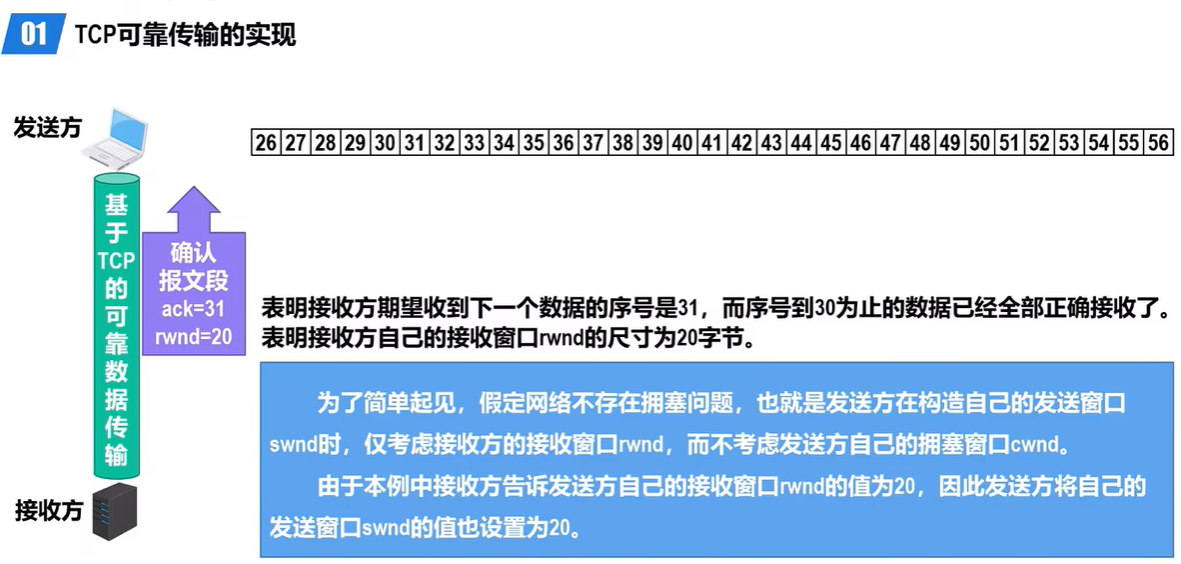 01 TCP可靠传输的实现
发送方
26 27 28 29 30 31 32 33 34 35 36 37 38 39 40 41 42 43 44 45 46 47 48 49 50 51 52 53 54 55 56
基于TCP的可靠数据传输
确认
报文段
ack=31
rwnd=20
表明接收方期望收到下一个数据的序号是31，而序号到30为止的数据已经全部正确接收了。
表明接收方自己的接收窗口rwnd的尺寸为20字节。
为了简单起见，假定网络不存在拥塞问题，也就是发送方在构造自己的发送窗口
swnd时，仅考虑接收方的接收窗口rwnd，而不考虑发送方自己的拥塞窗口cwnd。
由于本例中接收方告诉发送方自己的接收窗口rwnd的值为20，因此发送方将自己的
发送窗口swnd的值也设置为20。
接收方